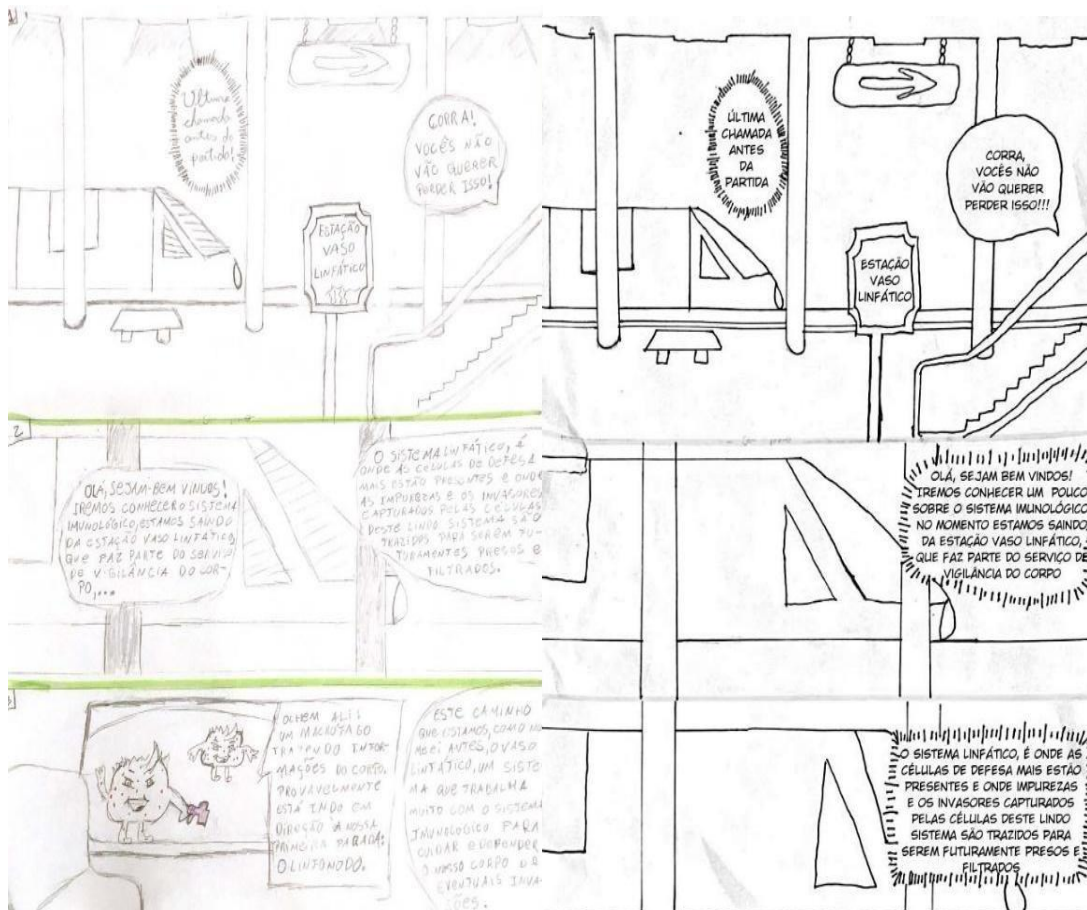 Última
chamada
antes da
partida!
CORRA!
VOCÊS NÃO
VÃO QUERER
PERDER ISSO!
ESTAÇÃO
VASO
LINFÁTICO
2
OLÁ, SEJAM-BEM VINDOS!
IREMOS CONHECER O SISTEMA
IMUNOLÓGICO, ESTAMOS SAINDO
DA ESTAÇÃO VASO LINFÁTICO,
QUE FAZ PARTE DO SERVIÇO
DE VIGILÂNCIA DO COR-
PO,...
O SISTEMA LINFÁTICO, É
ONDE AS CÉLULAS DE DEFESA
MAIS ESTÃO PRESENTES E ONDE
AS IMPUREZAS E OS INVASORES
CAPTURADOS PELAS CÉLULAS
DESTE LINDO SISTEMA SÃO
TRAZIDOS PARA SEREM FU-
TURAMENTES PRESOS E
FILTRADOS.
OLHEM ALI
UM MACRÓFAGO
TRAZENDO INFOR-
MAÇÕES DO CORPO.
PROVAVELMENTE
ESTÁ INDO EM
DIREÇÃO A NOSSA
PRIMEIRA PARADA:
O LINFONODO.
ESTE CAMINHO
QUE ESTAMOS, COMO
ANTES, O VASO
LINFÁTICO, UM SISTE
MA QUE TRABALHA
MUITO COM O SISTEMA
IMUNOLÓGICO PARA
CUIDAR E DEFENDER
O NOSSO CORPO DE
EVENTUAIS INVA-
SÕES.
ÚLTIMA
CHAMADA
ANTES
DA
PARTIDA
CORRA,
VOCÊS NÃO
VÃO QUERER
PERDER ISSO!!!
ESTAÇÃO
VASO
LINFÁTICO
OLÁ, SEJAM BEM VINDOS!
IREMOS CONHECER UM POUCO
SOBRE O SISTEMA IMUNOLÓGICO
NO MOMENTO ESTAMOS SAINDO
DA ESTAÇÃO VASO LINFÁTICO,
QUE FAZ PARTE DO SERVIÇO DE
VIGILÂNCIA DO CORPO
O SISTEMA LINFÁTICO, É ONDE AS
CÉLULAS DE DEFESA MAIS ESTÃO
PRESENTES E ONDE IMPUREZAS
E OS INVASORES CAPTURADOS
PELAS CÉLULAS DESTE LINDO
SISTEMA SÃO TRAZIDOS PARA
SEREM FUTURAMENTE PRESOS E
FILTRADOS